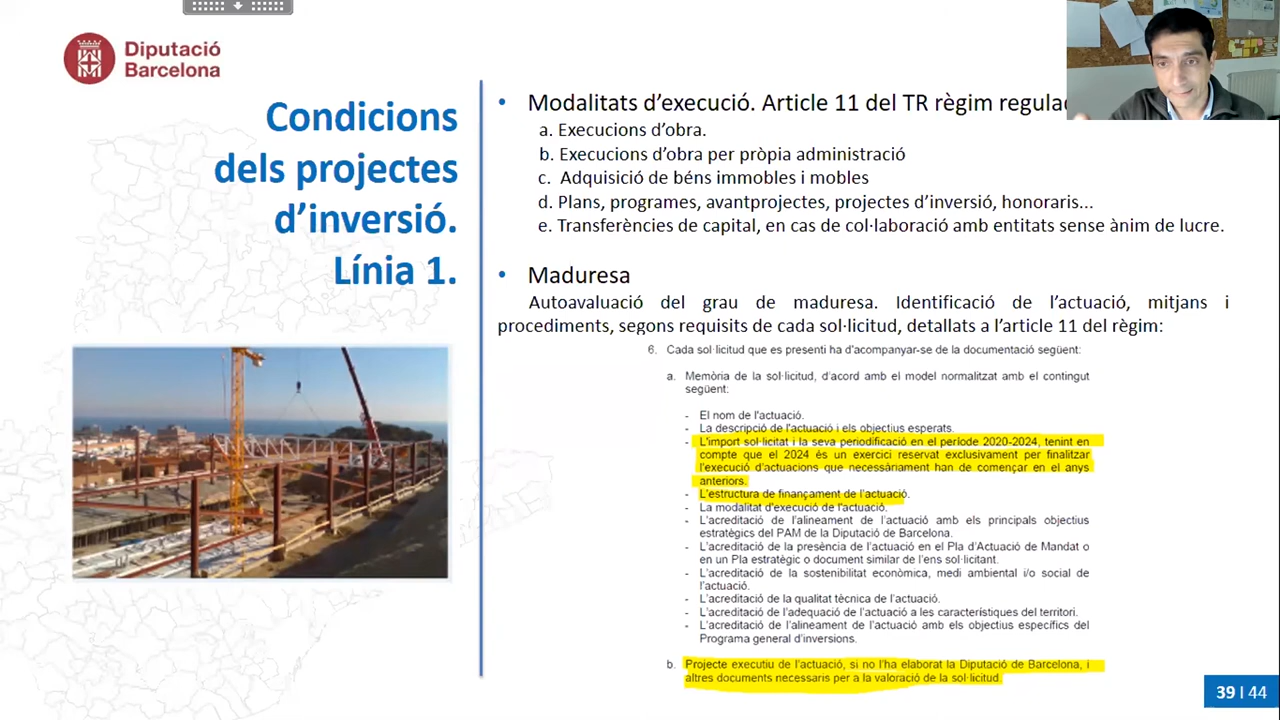 Diputació
Barcelona
Condicions
dels projectes
d'inversió.
Línia 1.
• Modalitats d'execució. Article 11 del TR règim
a. Execucions d'obra.
b. Execucions d'obra per pròpia administració
c. Adquisició de béns immobles i mobles
d. Plans, programes, avantprojectes, projectes d'inversió, honoraris...
e. Transferències de capital, en cas de col·laboració amb entitats sense ànim de lucre.
• Maduresa
Autoavaluació del grau de maduresa. Identificació de l'actuació, mitjans i
procediments, segons requisits de cada sol·licitud, detallats a l'article 11 del règim:
6. Cada sol·licitud que es presenti ha d'acompanyar-se de la documentació següent:
a. Memòria de la sol·licitud, d'acord amb el model normalitzat amb el contingut
següent:
- El nom de l'actuació.
- La descripció de l'actuació i els objectius esperats.
- L'import sol·licitat i la seva periodificació en el període 2020-2024, tenint en
compte que el 2024 és un exercici reservat exclusivament per finalitzar
l'execució d'actuacions que necessàriament han de començar en el anys
anteriors.
- L'estructura de finançament de l'actuació.
- La modalitat d'execució de l'actuació.
- L'acreditació de l'alineament de l'actuació amb els principals objectius
estratègics del PAM de la Diputació de Barcelona.
- L'acreditació de la presència de l'actuació en el Pla d'Actuació de Mandat o
en un Pla estratègic o document similar de l'ens sol·licitant.
- L'acreditació de la sostenibilitat econòmica, medi ambiental i/o social de
l'actuació.
- L'acreditació de la qualitat tècnica de l'actuació.
- L'acreditació de l'adequació de l'actuació a les característiques del territori.
- L'acreditació de l'alineament de l'actuació amb els objectius específics del
Programa general d'inversions.
b. Projecte executiu de l'actuació, si no l'ha elaborat la Diputació de Barcelona, i
altres documents necessaris per a la valoració de la sol·licitud.
39 I 44